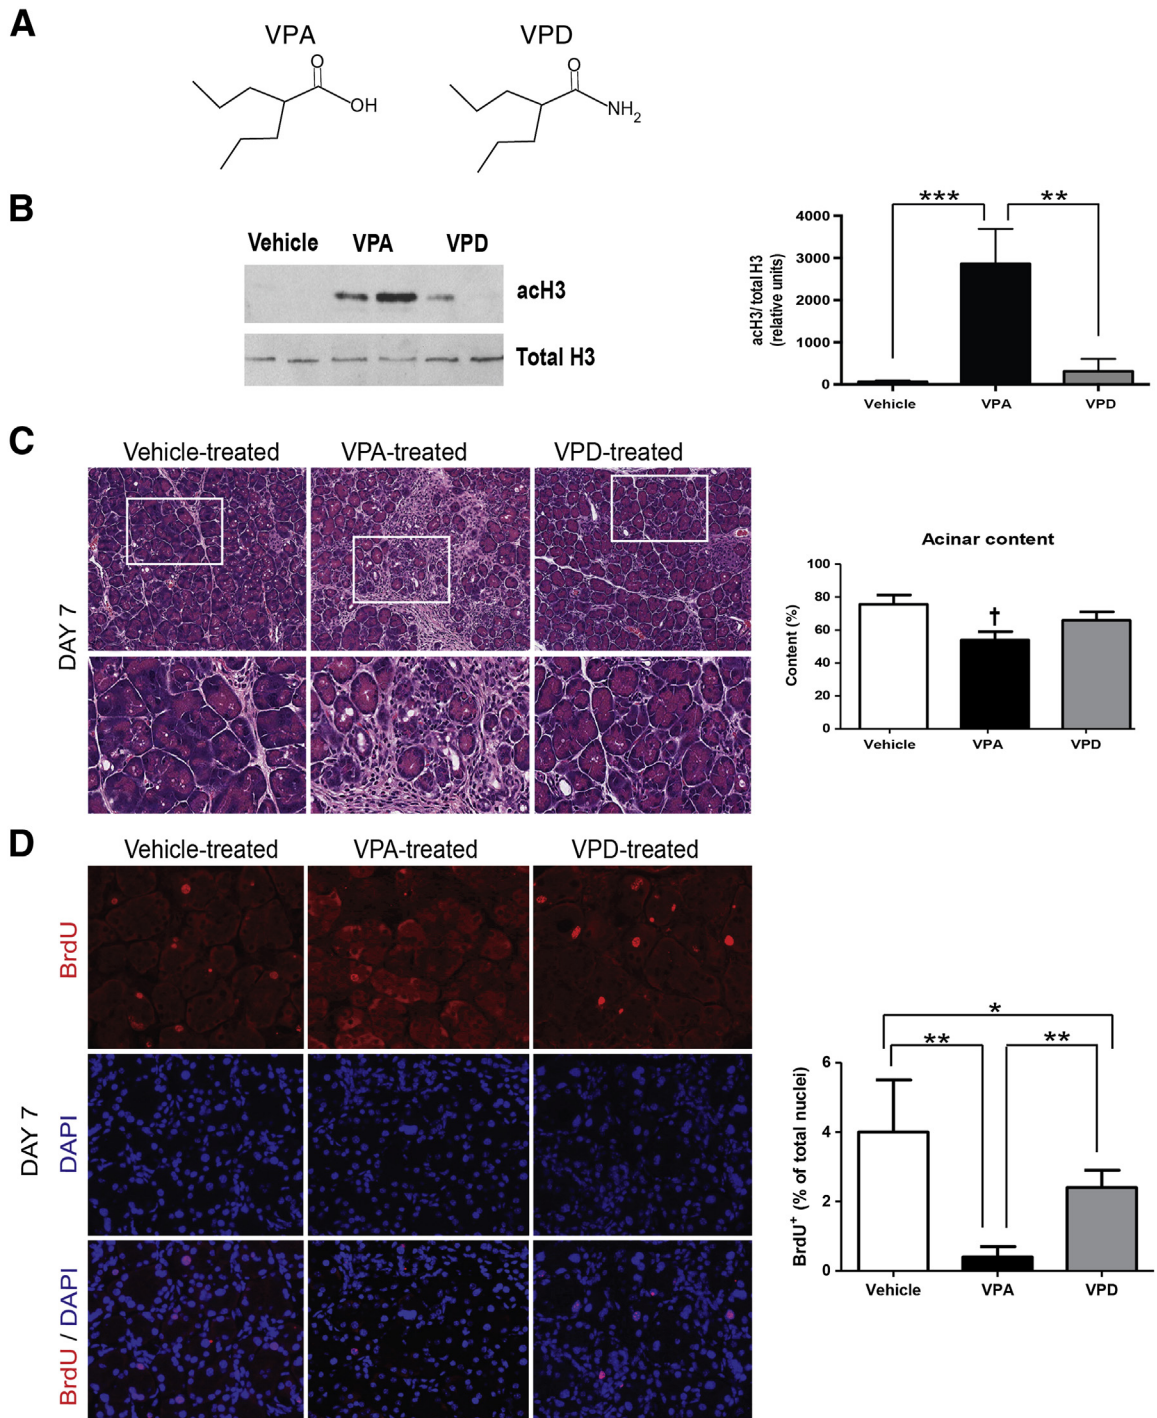 A
VPA
VPD
O
OH
O
NH2
B
Vehicle VPA VPD
acH3
Total H3
*** **
acH3/ total H3
(relative units)
4000
3000
2000
1000
0
Vehicle VPA VPD
C
Vehicle-treated VPA-treated VPD-treated
DAY 7
Acinar content
Content (%)
100
80
60
40
20
0
†
Vehicle VPA VPD
D
Vehicle-treated VPA-treated VPD-treated
DAY 7
BrdU
DAPI
BrdU / DAPI
*
** **
BrdU+ (% of total nuclei)
6
4
2
0
Vehicle VPA VPD